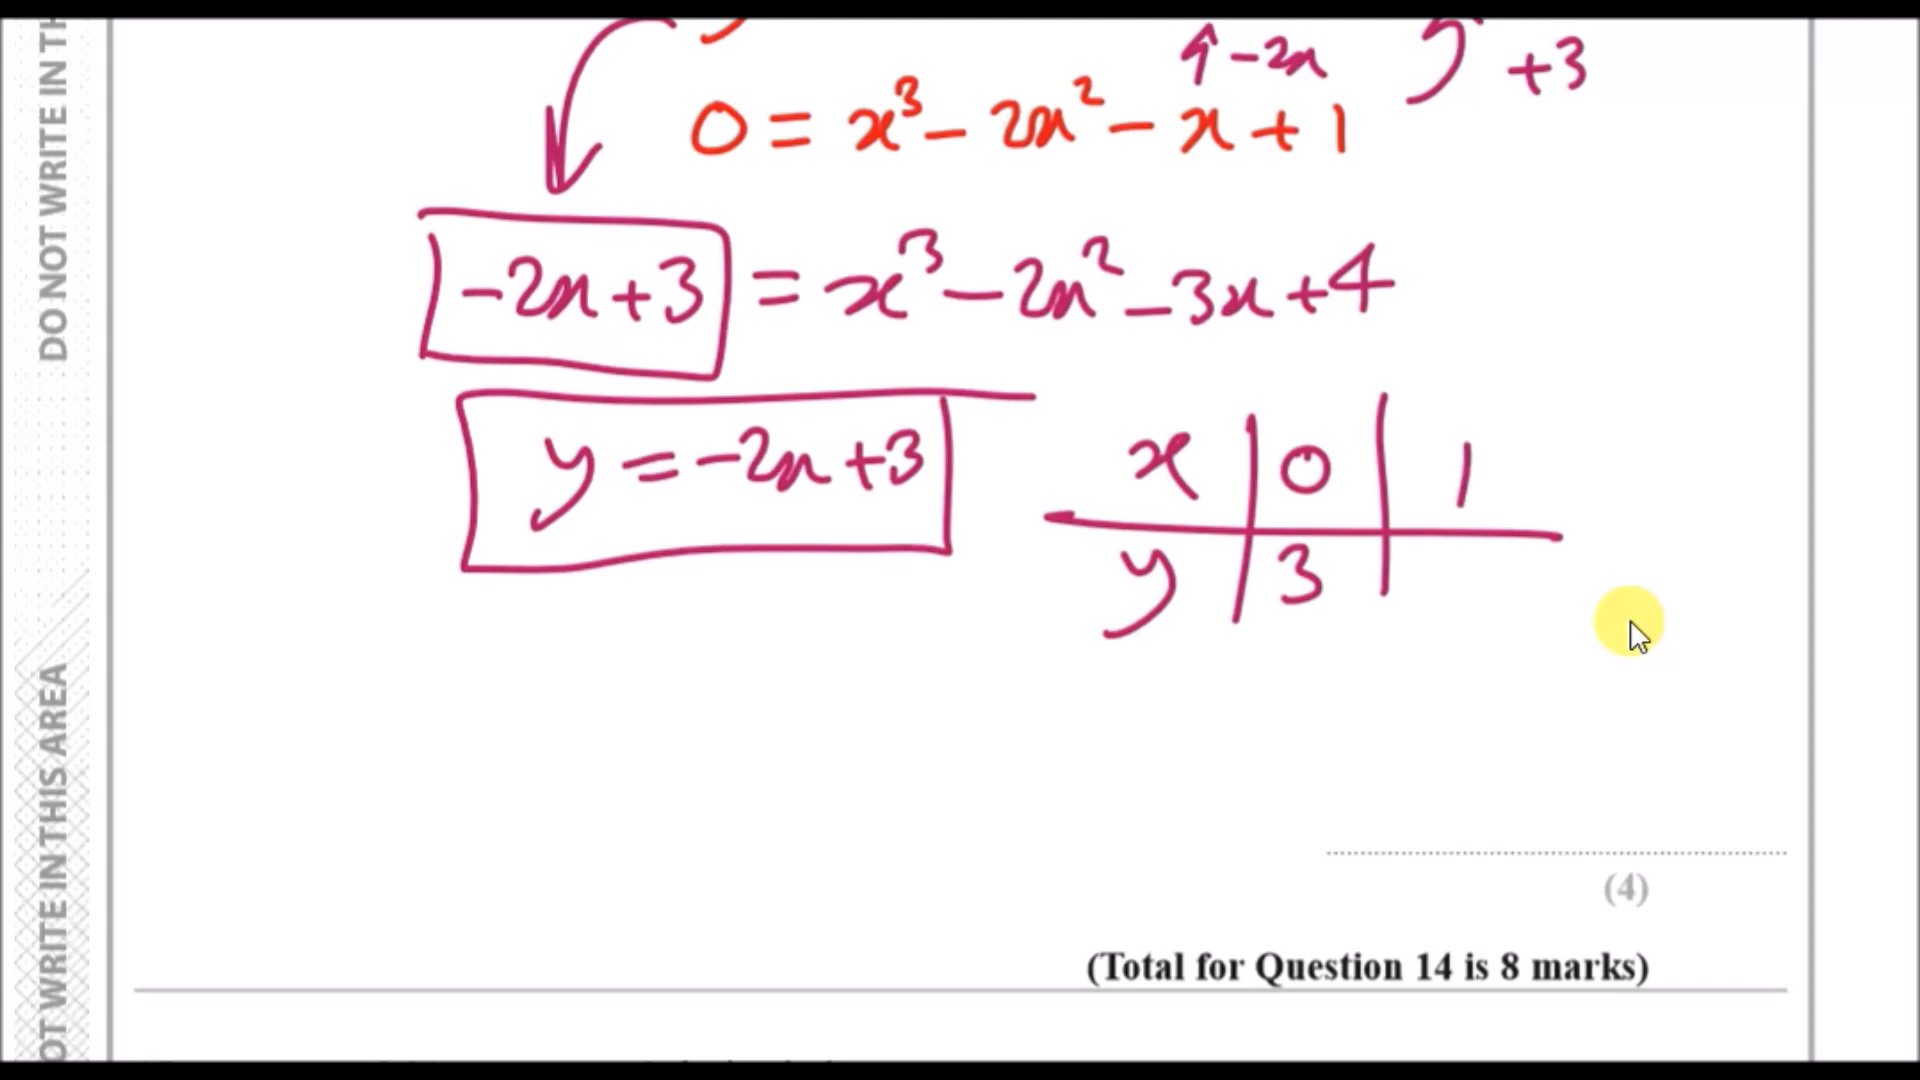 -2x +3
0 = x³ - 2x² - x + 1
-2x+3 = x³ - 2x² - 3x + 4
y = -2x + 3
x | 0 | 1
y | 3 |
(4)
(Total for Question 14 is 8 marks)
DO NOT WRITE IN TH
OT WRITE IN THIS AREA